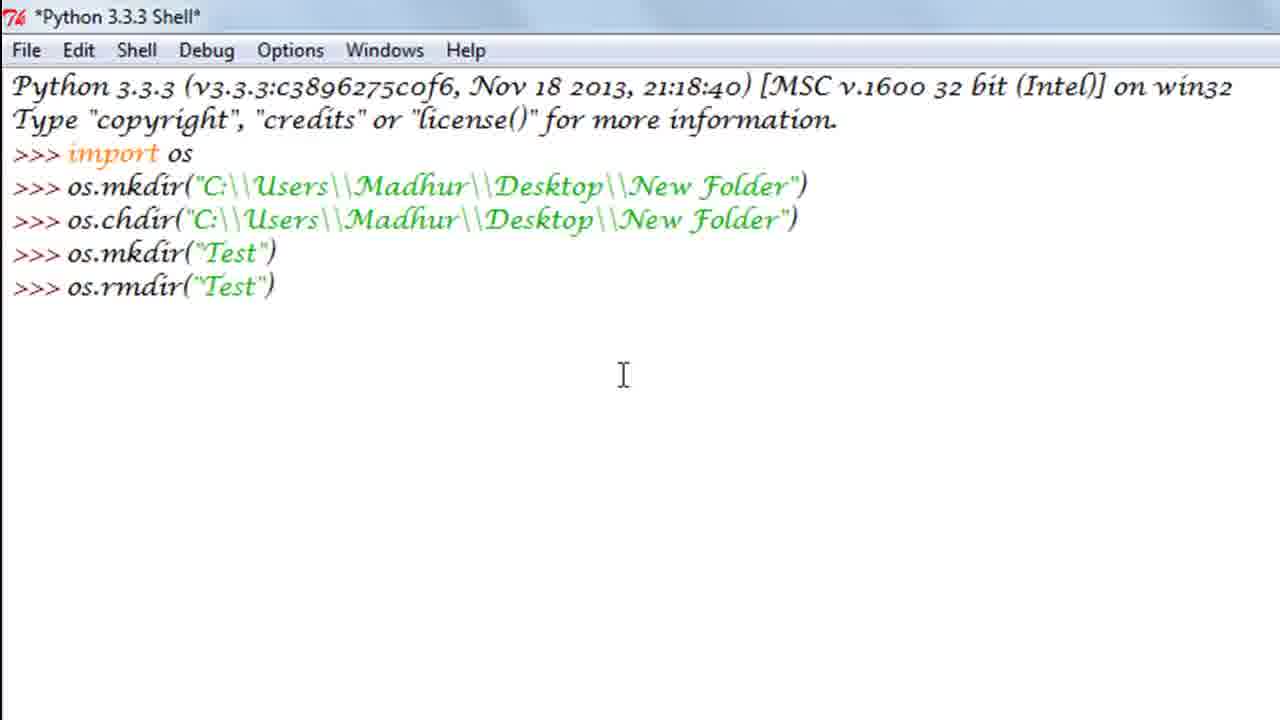 *Python 3.3.3 Shell*
File Edit Shell Debug Options Windows Help
Python 3.3.3 (v3.3.3:c3896275c0f6, Nov 18 2013, 21:18:40) [MSC v.1600 32 bit (Intel)] on win32
Type "copyright", "credits" or "license()" for more information.
>>> import os
>>> os.mkdir("C:\\Users\\Madhur\\Desktop\\New Folder")
>>> os.chdir("C:\\Users\\Madhur\\Desktop\\New Folder")
>>> os.mkdir("Test")
>>> os.rmdir("Test")